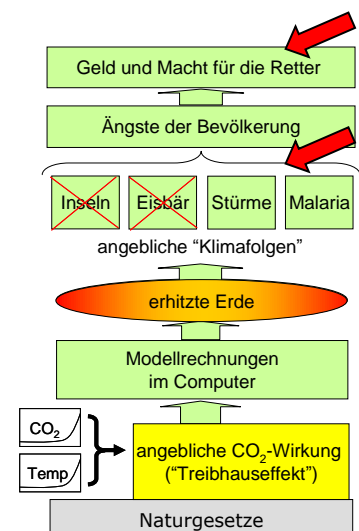 Geld und Macht für die Retter
Ängste der Bevölkerung
Inseln
Eisbär
Stürme
Malaria
angebliche “Klimafolgen”
erhitzte Erde
Modellrechnungen
im Computer
CO₂
Temp
angebliche CO₂-Wirkung
(“Treibhauseffekt”)
Naturgesetze